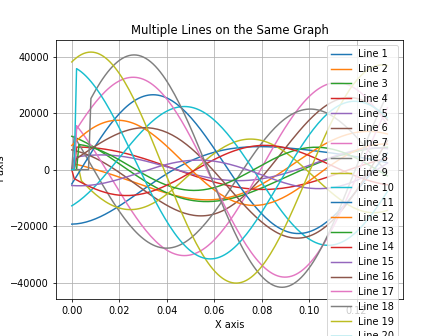 Multiple Lines on the Same Graph
40000
20000
0
−20000
−40000
0.00
0.02
0.04
0.06
0.08
0.10
X axis
Line 1
Line 2
Line 3
Line 4
Line 5
Line 6
Line 7
Line 8
Line 9
Line 10
Line 11
Line 12
Line 13
Line 14
Line 15
Line 16
Line 17
Line 18
Line 19
Line 20